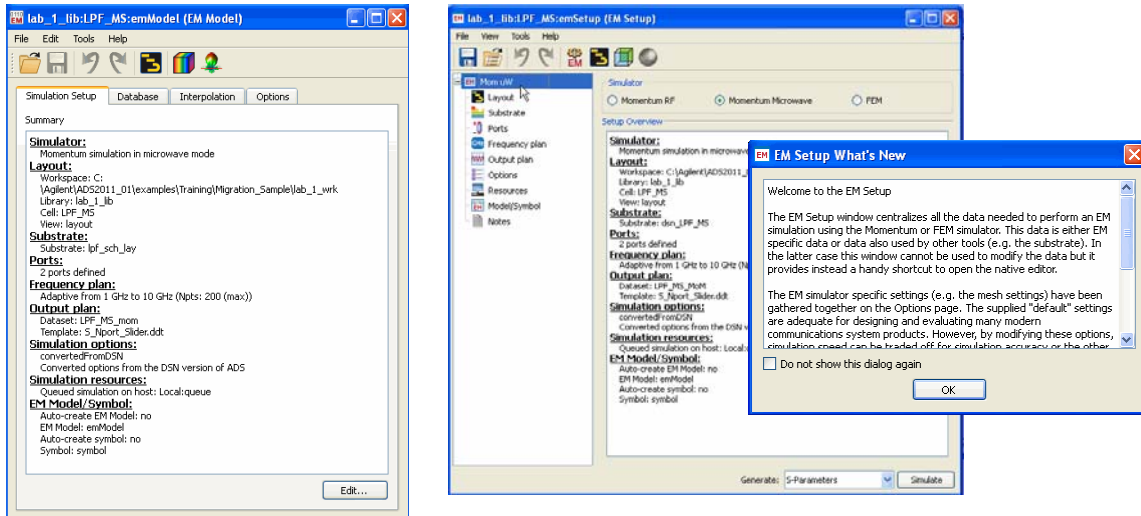 lab_1_lib:LPF_MS:emModel (EM Model)
File Edit Tools Help
Simulation Setup Database Interpolation Options
Summary
Simulator:
Momentum simulation in microwave mode
Layout:
Workspace: C:
\Agilent\ADS2011_01\examples\Training\Migration_Sample\lab_1_wrk
Library: lab_1_lib
Cell: LPF_MS
View: layout
Substrate:
Substrate: lpf_sch_lay
Ports:
2 ports defined
Frequency plan:
Adaptive from 1 GHz to 10 GHz (Npts: 200 (max))
Output plan:
Dataset: LPF_MS_mom
Template: S_Nport_Slider.ddt
Simulation options:
convertedFromDSN
Converted options from the DSN version of ADS
Simulation resources:
Queued simulation on host: Local:queue
EM Model/Symbol:
Auto-create EM Model: no
EM Model: emModel
Auto-create symbol: no
Symbol: symbol
Edit...
lab_1_lib:LPF_MS:emSetup (EM Setup)
File View Tools Help
EM
Mom uW
Layout
Substrate
Ports
Frequency plan
Output plan
Options
Resources
Model/Symbol
Notes
Simulator
Momentum RF Momentum Microwave FEM
Setup Overview
Simulator:
Momentum simulation in microwave
Layout:
Workspace: C:\Agilent\ADS2011_
Library: lab_1_lib
Cell: LPF_MS
View: layout
Substrate:
Substrate: dsn_LPF_MS
Ports:
2 ports defined
Frequency plan:
Adaptive from 1 GHz to 10 GHz
Output plan:
Dataset: LPF_MS_MoM
Template: S_Nport_Slider.ddt
Simulation options:
convertedFromDSN
Converted options from the DSN
Simulation resources:
Queued simulation on host: Local:
EM Model/Symbol:
Auto-create EM Model: no
EM Model: emModel
Auto-create symbol: no
Symbol: symbol
Generate: S-Parameters Simulate
EM Setup What's New
Welcome to the EM Setup
The EM Setup window centralizes all the data needed to perform an EM
simulation using the Momentum or FEM simulator. This data is either EM
specific data or data also used by other tools (e.g. the substrate). In
the latter case this window cannot be used to modify the data but it
provides instead a handy shortcut to open the native editor.
The EM simulator specific settings (e.g. the mesh settings) have been
gathered together on the Options page. The supplied "default" settings
are adequate for designing and evaluating many modern
communications system products. However, by modifying these options,
simulation speed can be traded off for simulation accuracy or the other
Do not show this dialog again
OK